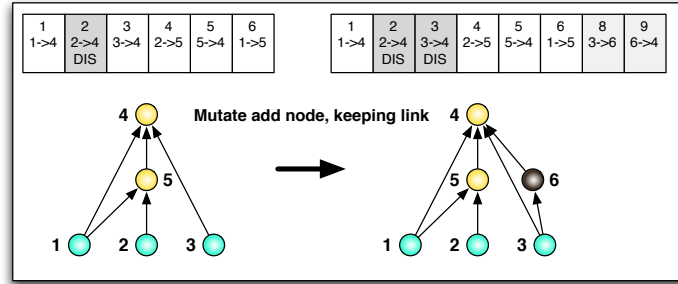 1 2 3 4 5 6
1->4 2->4 3->4 2->5 5->4 1->5
DIS
1 2 3 4 5 6 8 9
1->4 2->4 3->4 2->5 5->4 1->5 3->6 6->4
DIS DIS
4
Mutate add node, keeping link
4
5
5 6
1 2 3
1 2 3